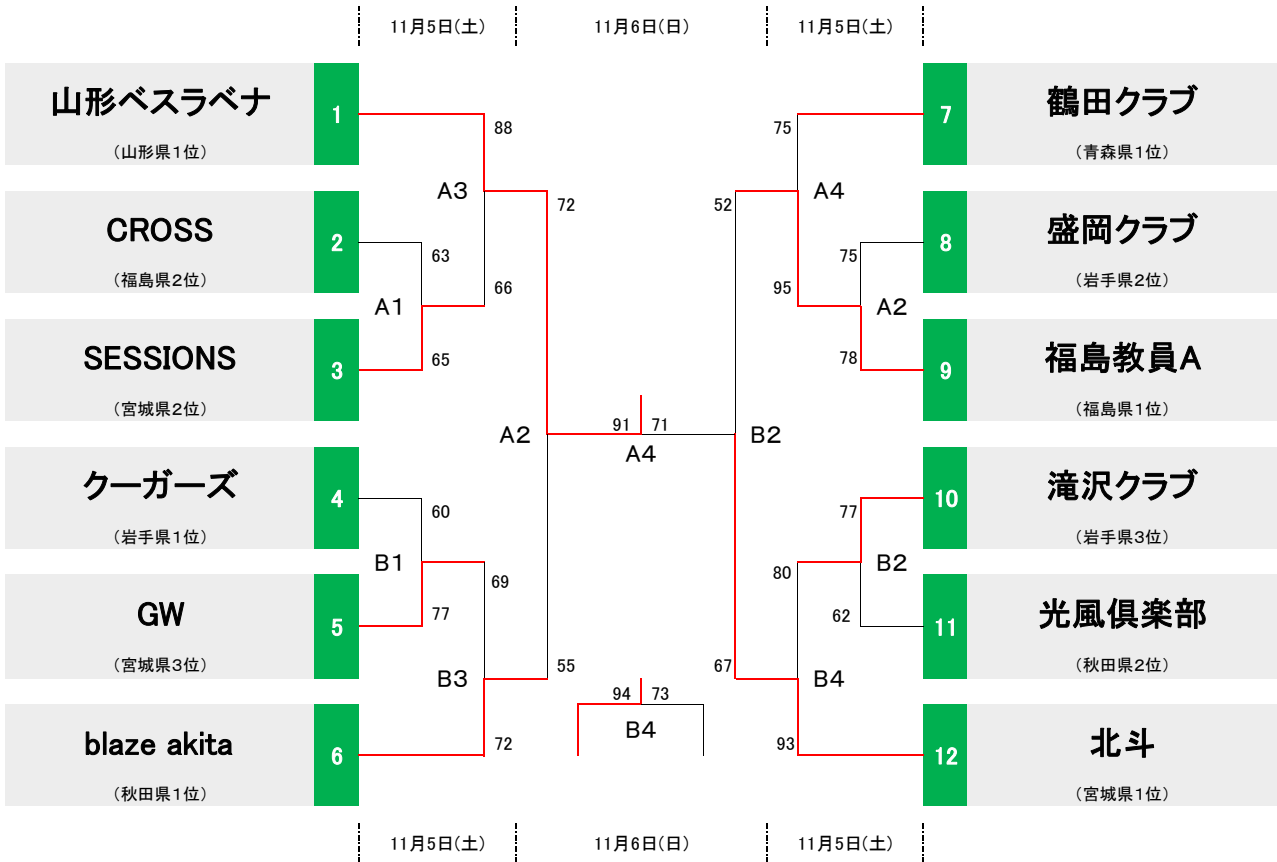 11月5日(土)
11月6日(日)
11月5日(土)
山形ベスラベナ
(山形県1位)
1
CROSS
(福島県2位)
2
SESSIONS
(宮城県2位)
3
クーガーズ
(岩手県1位)
4
GW
(宮城県3位)
5
blaze akita
(秋田県1位)
6
88
A3
63
66
A1
65
60
B1
69
77
B3
72
72
A2
55
91 71
A4
94 73
B4
52
B2
67
75
A4
75
95
A2
78
77
B2
80
62
B4
93
7
鶴田クラブ
(青森県1位)
8
盛岡クラブ
(岩手県2位)
9
福島教員A
(福島県1位)
10
滝沢クラブ
(岩手県3位)
11
光風倶楽部
(秋田県2位)
12
北斗
(宮城県1位)
11月5日(土)
11月6日(日)
11月5日(土)